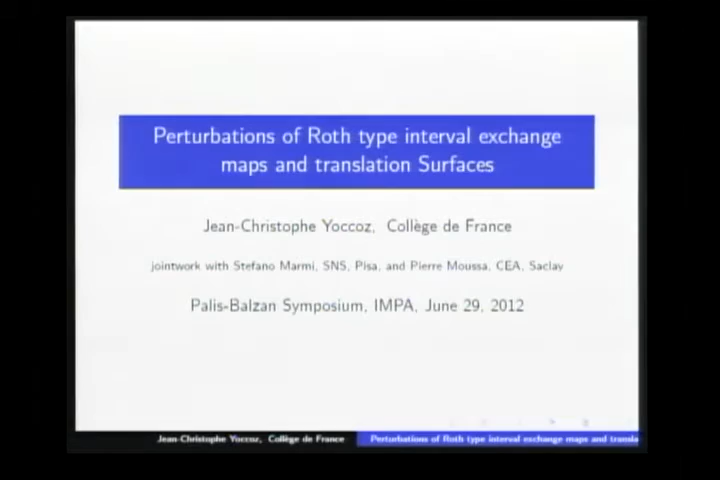 Perturbations of Roth type interval exchange
maps and translation Surfaces
Jean-Christophe Yoccoz, Collège de France
jointwork with Stefano Marmi, SNS, Pisa, and Pierre Moussa, CEA, Saclay
Palis-Balzan Symposium, IMPA, June 29, 2012
Jean-Christophe Yoccoz, Collège de France Perturbations of Roth type interval exchange maps and transla